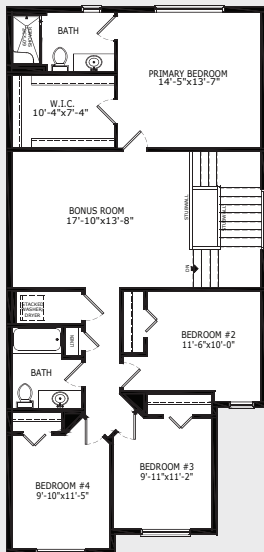 BATH
PRIMARY BEDROOM
14'-5"x13'-7"
W.I.C.
10'-4"x7'-4"
BONUS ROOM
17'-10"x13'-8"
STUBWALL
STUBWALL
DN
STACKED
WASHER/
DRYER
LINEN
BEDROOM #2
11'-6"x10'-0"
BATH
BEDROOM #3
9'-11"x11'-2"
BEDROOM #4
9'-10"x11'-5"